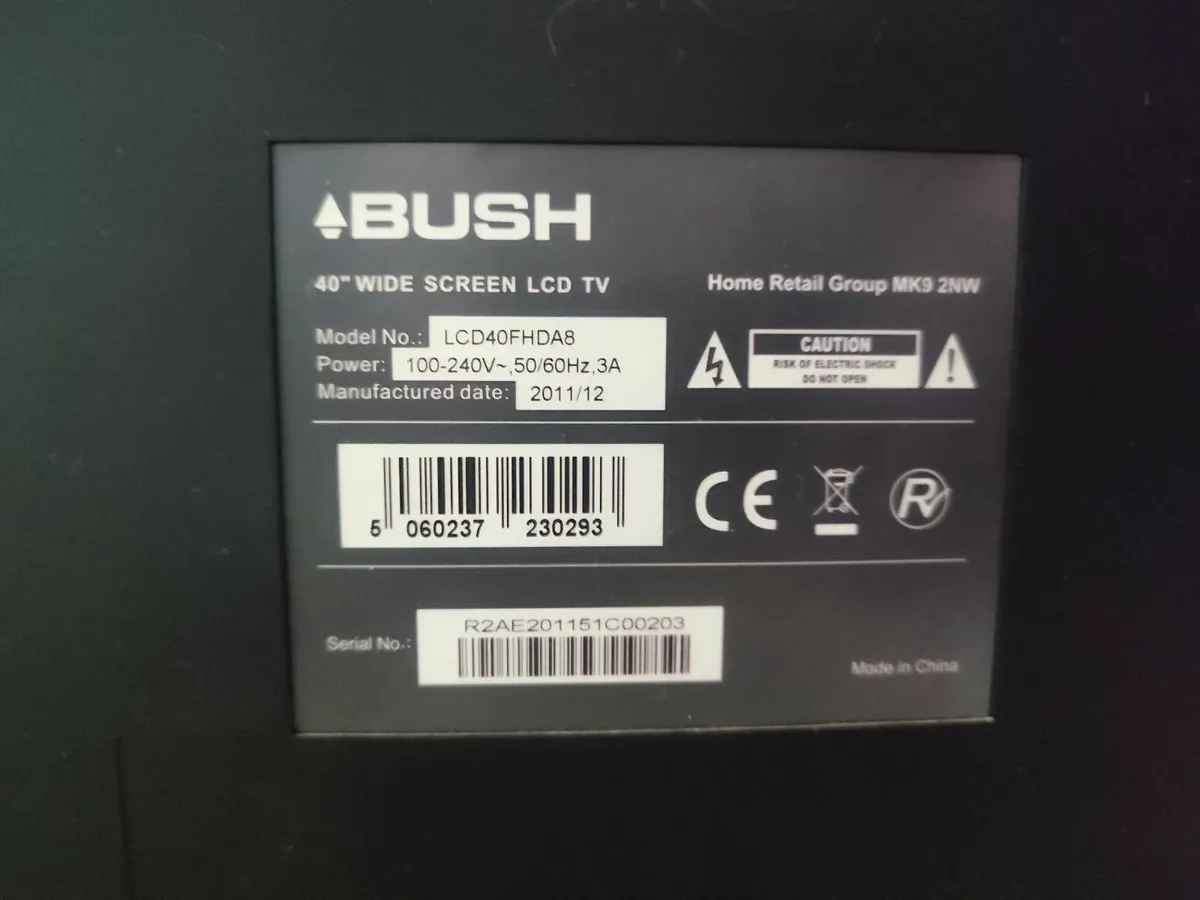 BUSH
40" WIDE SCREEN LCD TV
Home Retail Group MK9 2NW
Model No.: LCD40FHDA8
Power: 100-240V~,50/60Hz,3A
Manufactured date: 2011/12
CAUTION
RISK OF ELECTRIC SHOCK
DO NOT OPEN
5 060237 230293
CE
R
Serial No.: R2AE201151C00203
Made in China